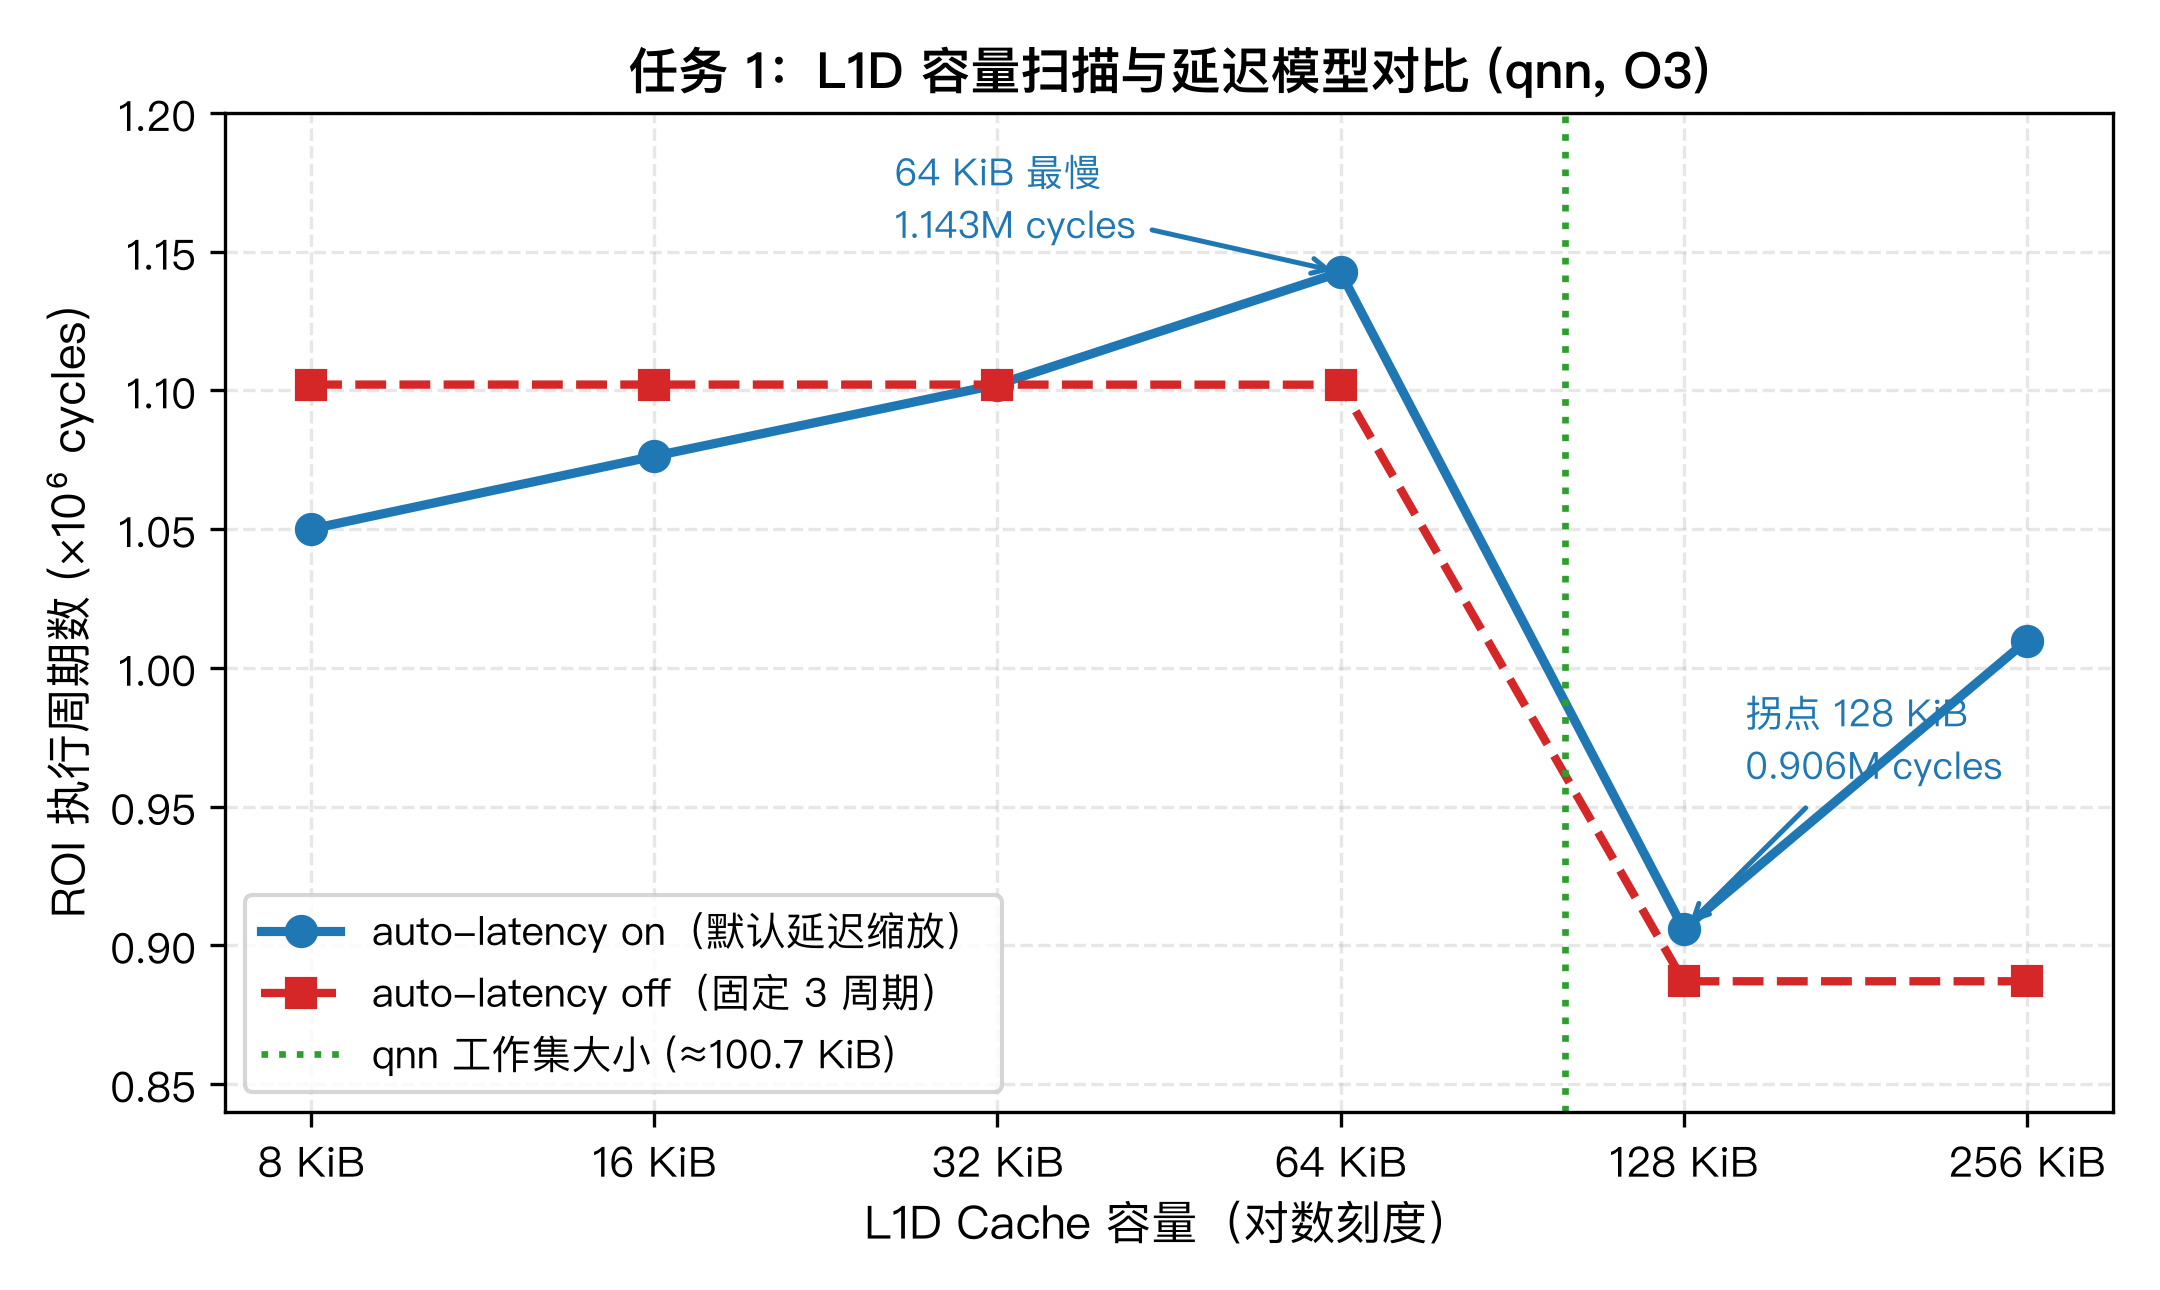 任务 1：L1D 容量扫描与延迟模型对比 (qnn, O3)
ROI 执行周期数 (×10⁶ cycles)
1.20
1.15
1.10
1.05
1.00
0.95
0.90
0.85
64 KiB 最慢
1.143M cycles
拐点 128 KiB
0.906M cycles
auto–latency on（默认延迟缩放）
auto–latency off（固定 3 周期）
qnn 工作集大小 (≈100.7 KiB)
8 KiB
16 KiB
32 KiB
64 KiB
128 KiB
256 KiB
L1D Cache 容量（对数刻度）